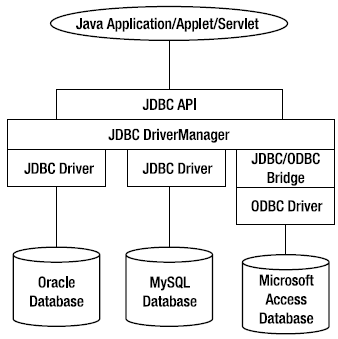 Java Application/Applet/Servlet
JDBC API
JDBC DriverManager
JDBC Driver
JDBC Driver
JDBC/ODBC
Bridge
ODBC Driver
Oracle
Database
MySQL
Database
Microsoft
Access
Database